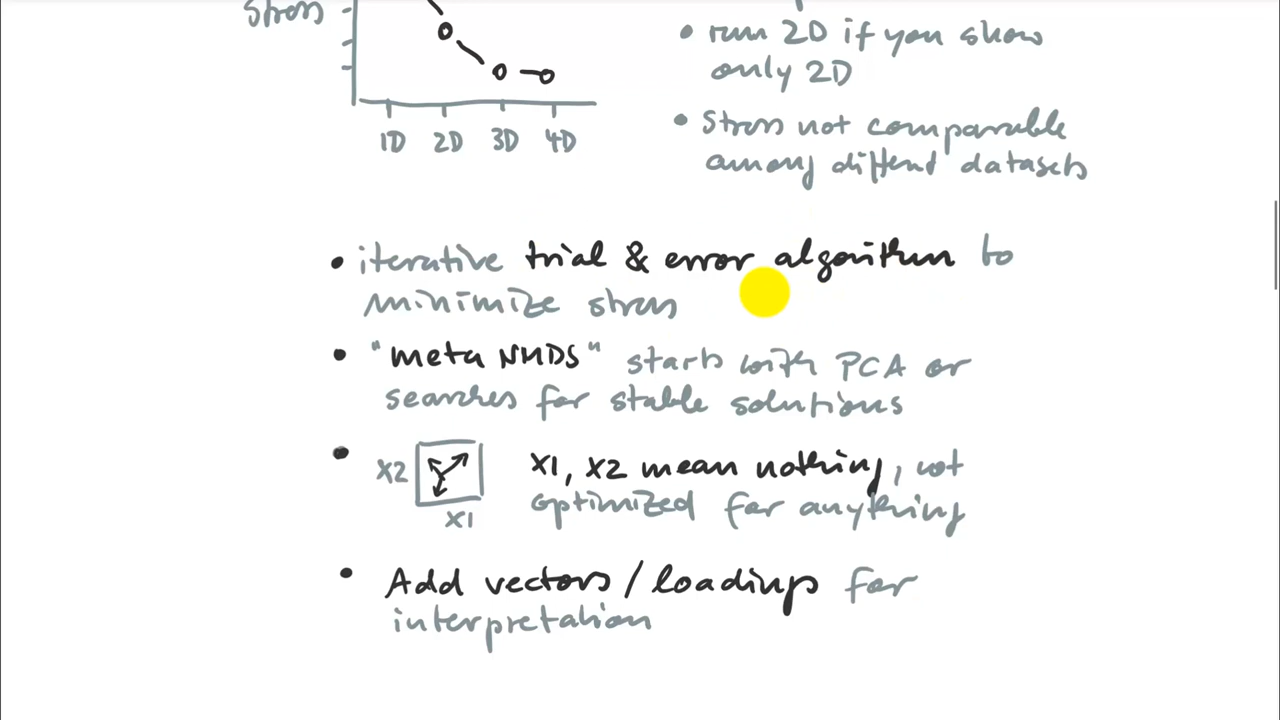 Stress
1D 2D 3D 4D
• run 2D if you show
only 2D
• Stress not comparable
among different datasets
• iterative trial & error algorithm to
minimize stress
• "meta NMDS" starts with PCA or
searches for stable solutions
• X2 X1, X2 mean nothing, not
X1 optimized for anything
• Add vectors / loadings for
interpretation